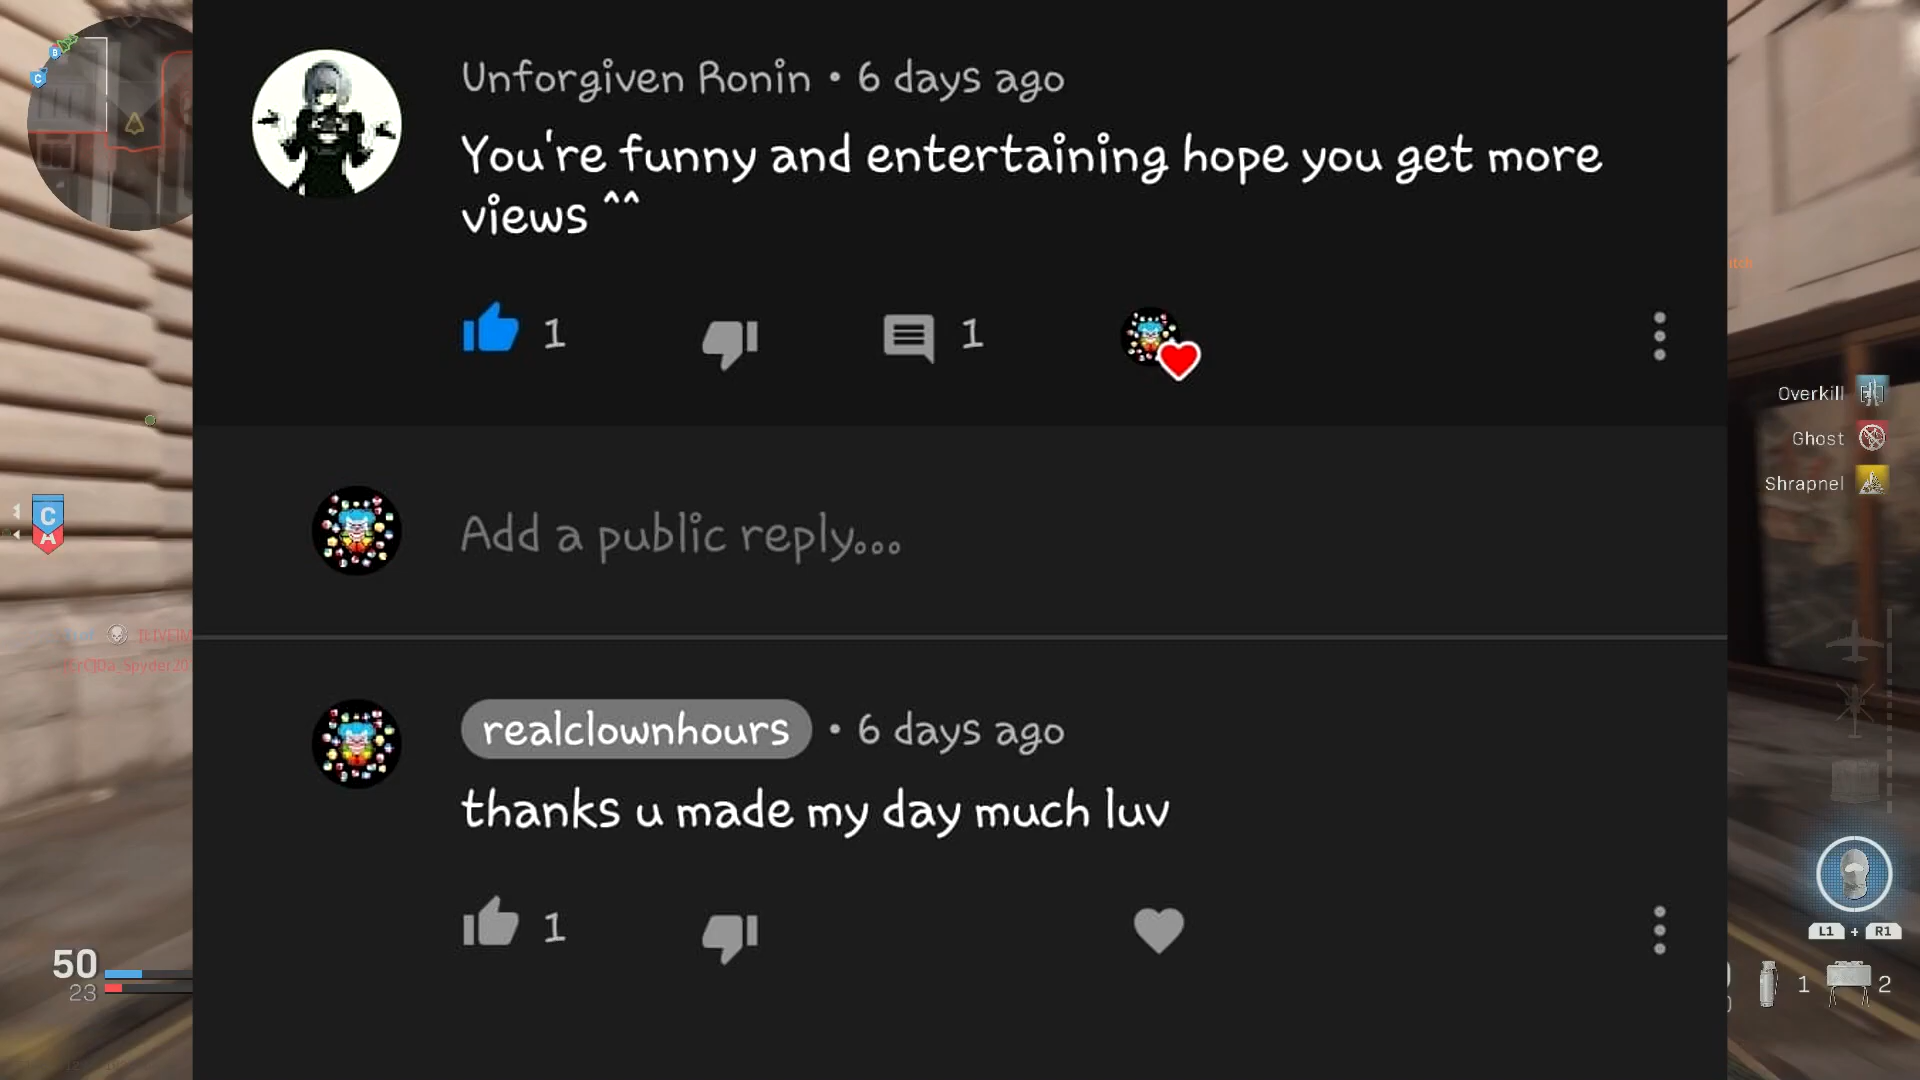 B
C
Unforgiven Ronin • 6 days ago
You're funny and entertaining hope you get more
views ^^
1
1
Overkill
Ghost
Shrapnel
C
A
Add a public reply...
[ErC]Da_Spyder20
realclownhours • 6 days ago
thanks u made my day much luv
1
L1 + R1
50
23
1
2